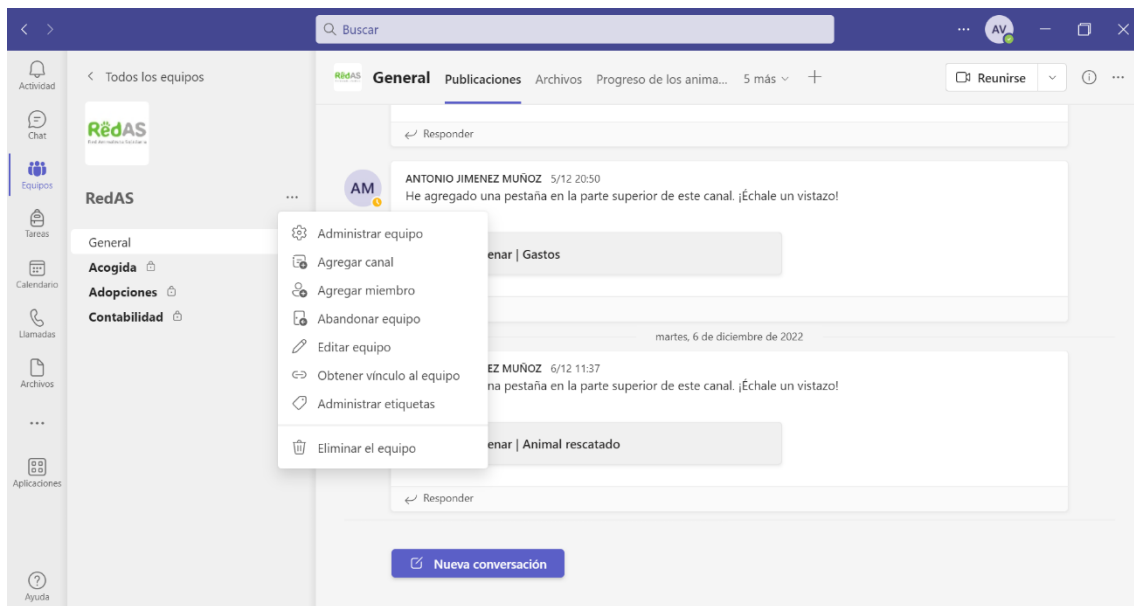 Buscar
AV
Actividad
Chat
Equipos
Tareas
Calendario
Llamadas
Archivos
Aplicaciones
Ayuda
Todos los equipos
RëdAS
RedAS
General
Acogida
Adopciones
Contabilidad
Administrar equipo
Agregar canal
Agregar miembro
Abandonar equipo
Editar equipo
Obtener vínculo al equipo
Administrar etiquetas
Eliminar el equipo
RëdAS General Publicaciones Archivos Progreso de los anima... 5 más
Reunirse
Responder
AM
ANTONIO JIMENEZ MUÑOZ 5/12 20:50
He agregado una pestaña en la parte superior de este canal. ¡Échale un vistazo!
enar | Gastos
martes, 6 de diciembre de 2022
EZ MUÑOZ 6/12 11:37
na pestaña en la parte superior de este canal. ¡Échale un vistazo!
enar | Animal rescatado
Responder
Nueva conversación